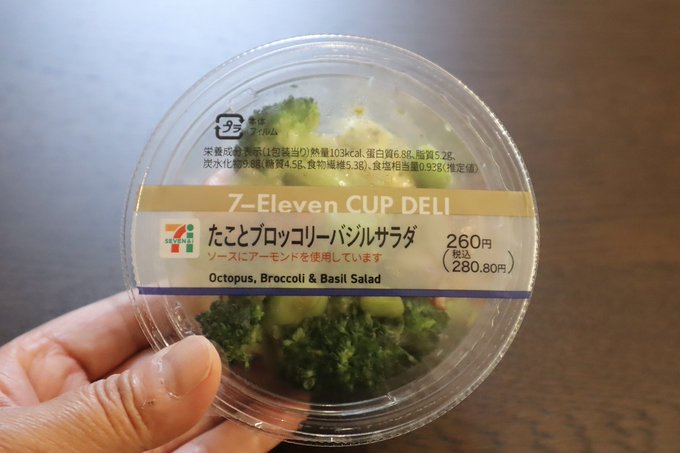 プラ
本体
フィルム
栄養成分表示(1包装当り)熱量103kcal、蛋白質6.8g、脂質5.2g、
炭水化物9.8g(糖質4.5g、食物繊維5.3g)、食塩相当量0.93g(推定値)
7-Eleven CUP DELI
7
SEVEN & i
たことブロッコリーバジルサラダ
ソースにアーモンドを使用しています
Octopus, Broccoli & Basil Salad
260円
(税込
280.80円)